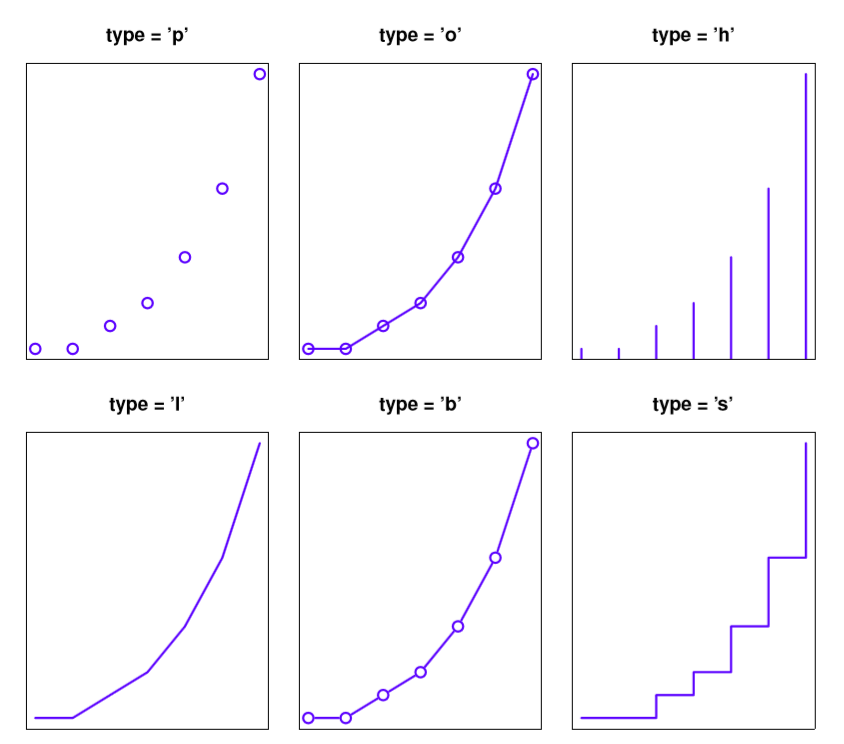 type = ’p’
type = ’o’
type = ’h’
type = ’l’
type = ’b’
type = ’s’